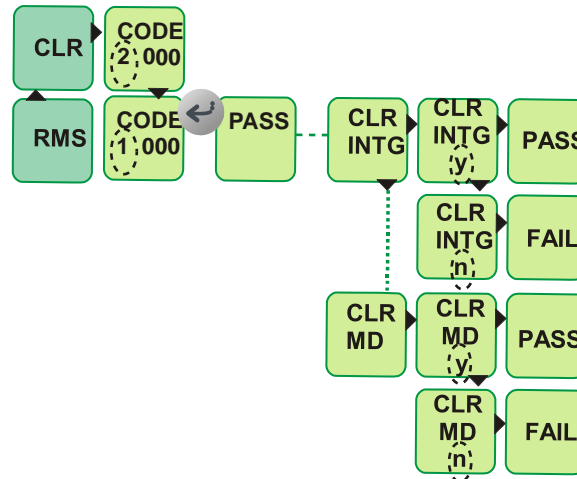 CLR
CODE
2 000
RMS
CODE
1 000
PASS
CLR
INTG
CLR
INTG
y
PASS
CLR
INTG
n
FAIL
CLR
MD
CLR
MD
y
PASS
CLR
MD
n
FAIL